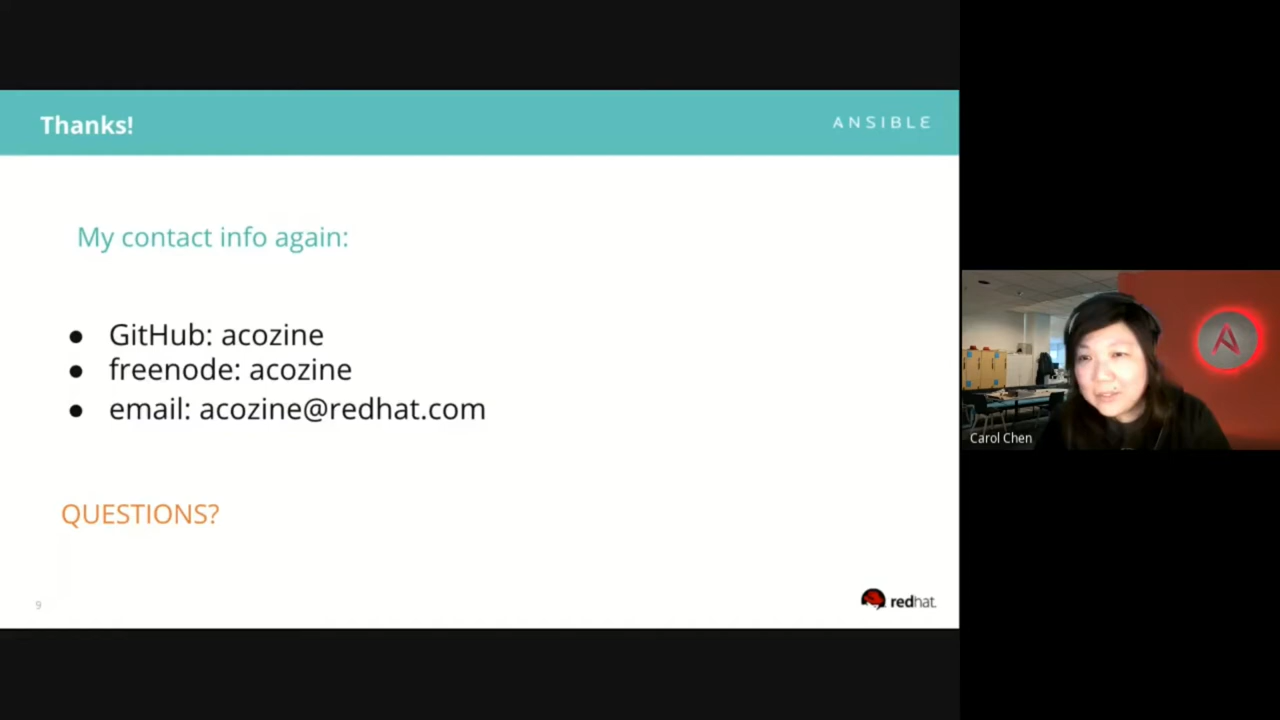 Thanks!
ANSIBLE
My contact info again:
● GitHub: acozine
● freenode: acozine
● email: acozine@redhat.com
QUESTIONS?
9
redhat.
Carol Chen